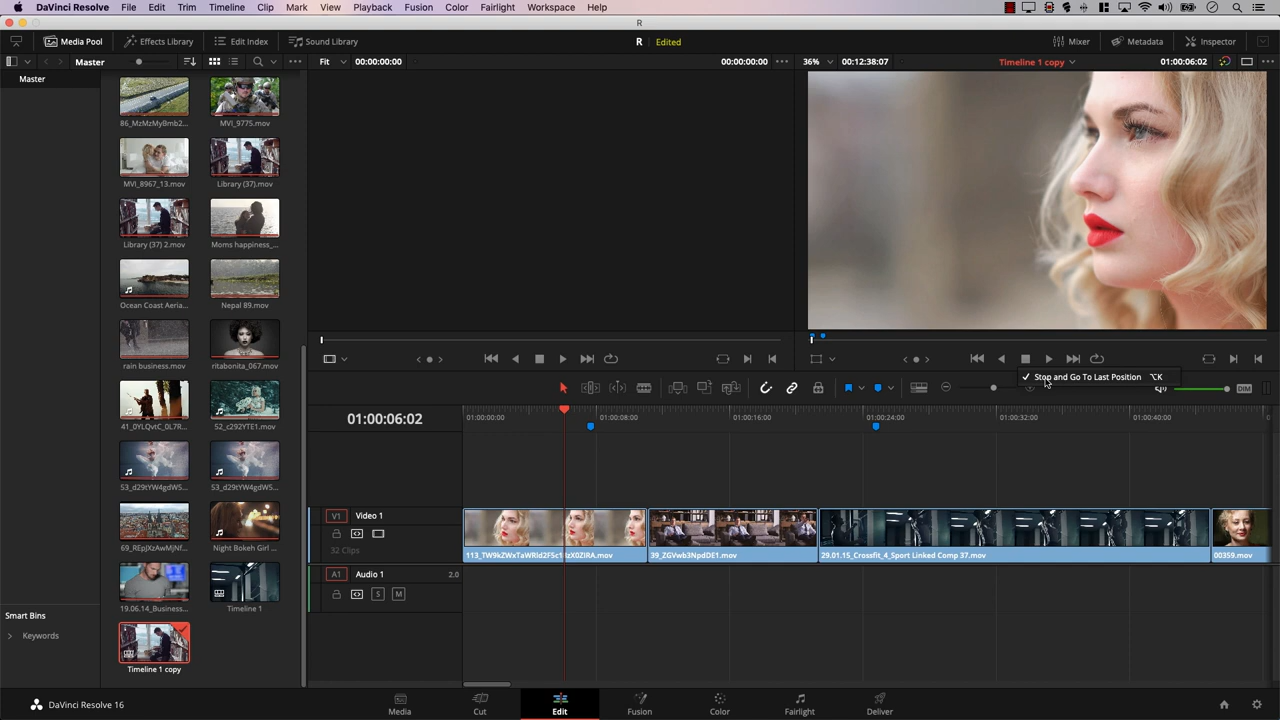 DaVinci Resolve File Edit Trim Timeline Clip Mark View Playback Fusion Color Fairlight Workspace Help
R
Media Pool Effects Library Edit Index Sound Library R Edited Mixer Metadata Inspector
Master Fit 00:00:00:00 00:00:00:00 36% 00:12:38:07 Timeline 1 copy 01:00:06:02
Master
86_MzMzMyBmb2... MVI_9775.mov
MVI_8967_13.mov Library (37).mov
Library (37) 2.mov Moms happiness_...
Ocean Coast Aeria... Nepal 89.mov
rain business.mov ritabonita_067.mov
Stop and Go To Last Position ⌥K
DIM
41_0YLQvtC_0L7R... 52_c292YTE1.mov
01:00:06:02 01:00:00:00 01:00:08:00 01:00:16:00 01:00:24:00 01:00:32:00 01:00:40:00
53_d29tYW4gdW5... 53_d29tYW4gdW5...
V1 Video 1
32 Clips
69_REpJXzAwMjNf... Night Bokeh Girl ...
39_ZGVwb3NpdDE1.mov 29.01.15_Crossfit_4_Sport Linked Comp 37.mov 00359.mov
A1 Audio 1 2.0
S M
19.06.14_Business... Timeline 1
Smart Bins
Keywords
Timeline 1 copy
DaVinci Resolve 16 Media Cut Edit Fusion Color Fairlight Deliver